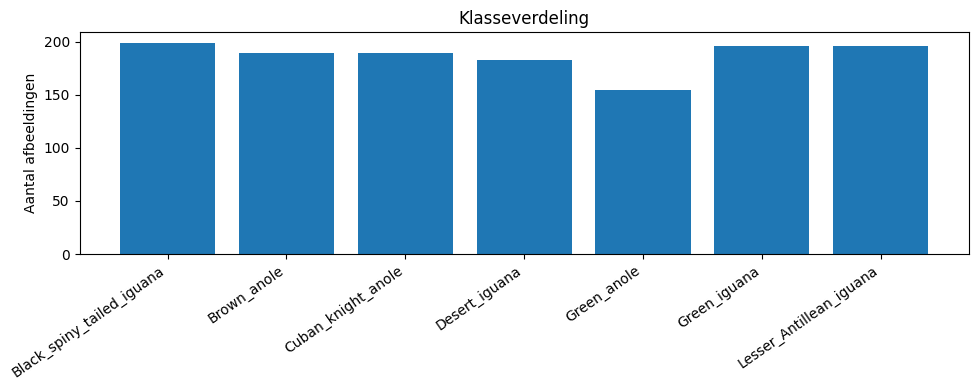 Klasseverdeling
Aantal afbeeldingen
200
150
100
50
0
Black_spiny_tailed_iguana
Brown_anole
Cuban_knight_anole
Desert_iguana
Green_anole
Green_iguana
Lesser_Antillean_iguana